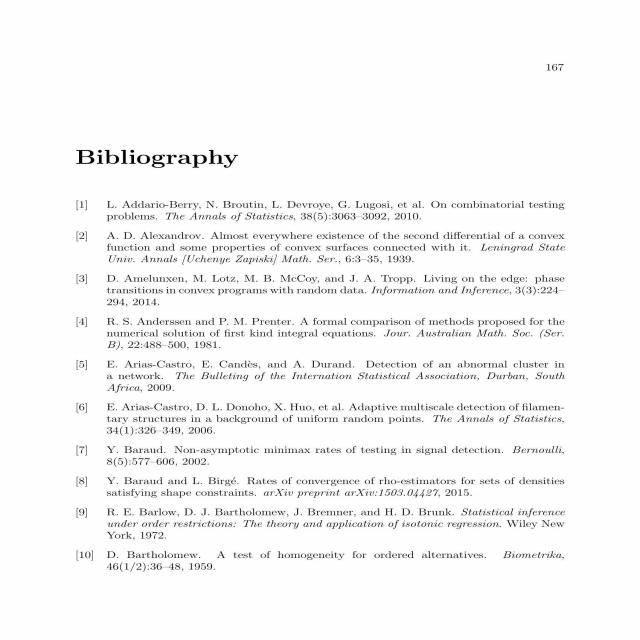 167
Bibliography
[1] L. Addario-Berry, N. Broutin, L. Devroye, G. Lugosi, et al. On combinatorial testing
problems. The Annals of Statistics, 38(5):3063–3092, 2010.
[2] A. D. Alexandrov. Almost everywhere existence of the second differential of a convex
function and some properties of convex surfaces connected with it. Leningrad State
Univ. Annals [Uchenye Zapiski] Math. Ser., 6:3–35, 1939.
[3] D. Amelunxen, M. Lotz, M. B. McCoy, and J. A. Tropp. Living on the edge: phase
transitions in convex programs with random data. Information and Inference, 3(3):224–
294, 2014.
[4] R. S. Anderssen and P. M. Prenter. A formal comparison of methods proposed for the
numerical solution of first kind integral equations. Jour. Australian Math. Soc. (Ser.
B), 22:488–500, 1981.
[5] E. Arias-Castro, E. Candès, and A. Durand. Detection of an abnormal cluster in
a network. The Bulleting of the Internation Statistical Association, Durban, South
Africa, 2009.
[6] E. Arias-Castro, D. L. Donoho, X. Huo, et al. Adaptive multiscale detection of filamen-
tary structures in a background of uniform random points. The Annals of Statistics,
34(1):326–349, 2006.
[7] Y. Baraud. Non-asymptotic minimax rates of testing in signal detection. Bernoulli,
8(5):577–606, 2002.
[8] Y. Baraud and L. Birgé. Rates of convergence of rho-estimators for sets of densities
satisfying shape constraints. arXiv preprint arXiv:1503.04427, 2015.
[9] R. E. Barlow, D. J. Bartholomew, J. Bremner, and H. D. Brunk. Statistical inference
under order restrictions: The theory and application of isotonic regression. Wiley New
York, 1972.
[10] D. Bartholomew. A test of homogeneity for ordered alternatives. Biometrika,
46(1/2):36–48, 1959.